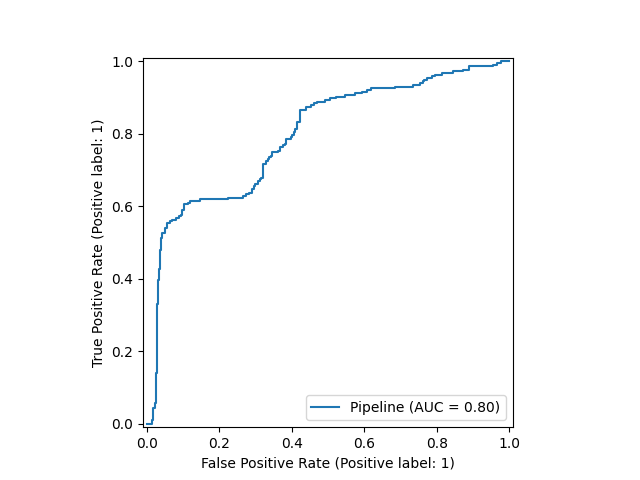 1.0
0.8
0.6
0.4
0.2
0.0
True Positive Rate (Positive label: 1)
Pipeline (AUC = 0.80)
0.0 0.2 0.4 0.6 0.8 1.0
False Positive Rate (Positive label: 1)